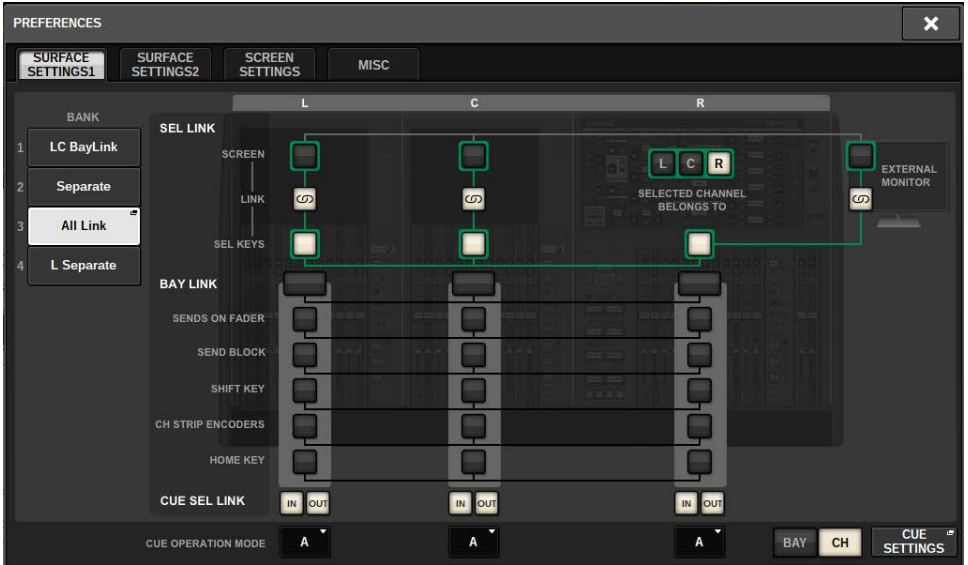 PREFERENCES
SURFACE
SETTINGS1
SURFACE
SETTINGS2
SCREEN
SETTINGS
MISC
L
C
R
BANK
1 LC BayLink
2 Separate
3 All Link
4 L Separate
SEL LINK
SCREEN
LINK
SEL KEYS
L C R
SELECTED CHANNEL
BELONGS TO
EXTERNAL
MONITOR
BAY LINK
SENDS ON FADER
SEND BLOCK
SHIFT KEY
CH STRIP ENCODERS
HOME KEY
CUE SEL LINK
IN OUT
IN OUT
IN OUT
CUE OPERATION MODE
A
A
A
BAY CH
CUE
SETTINGS